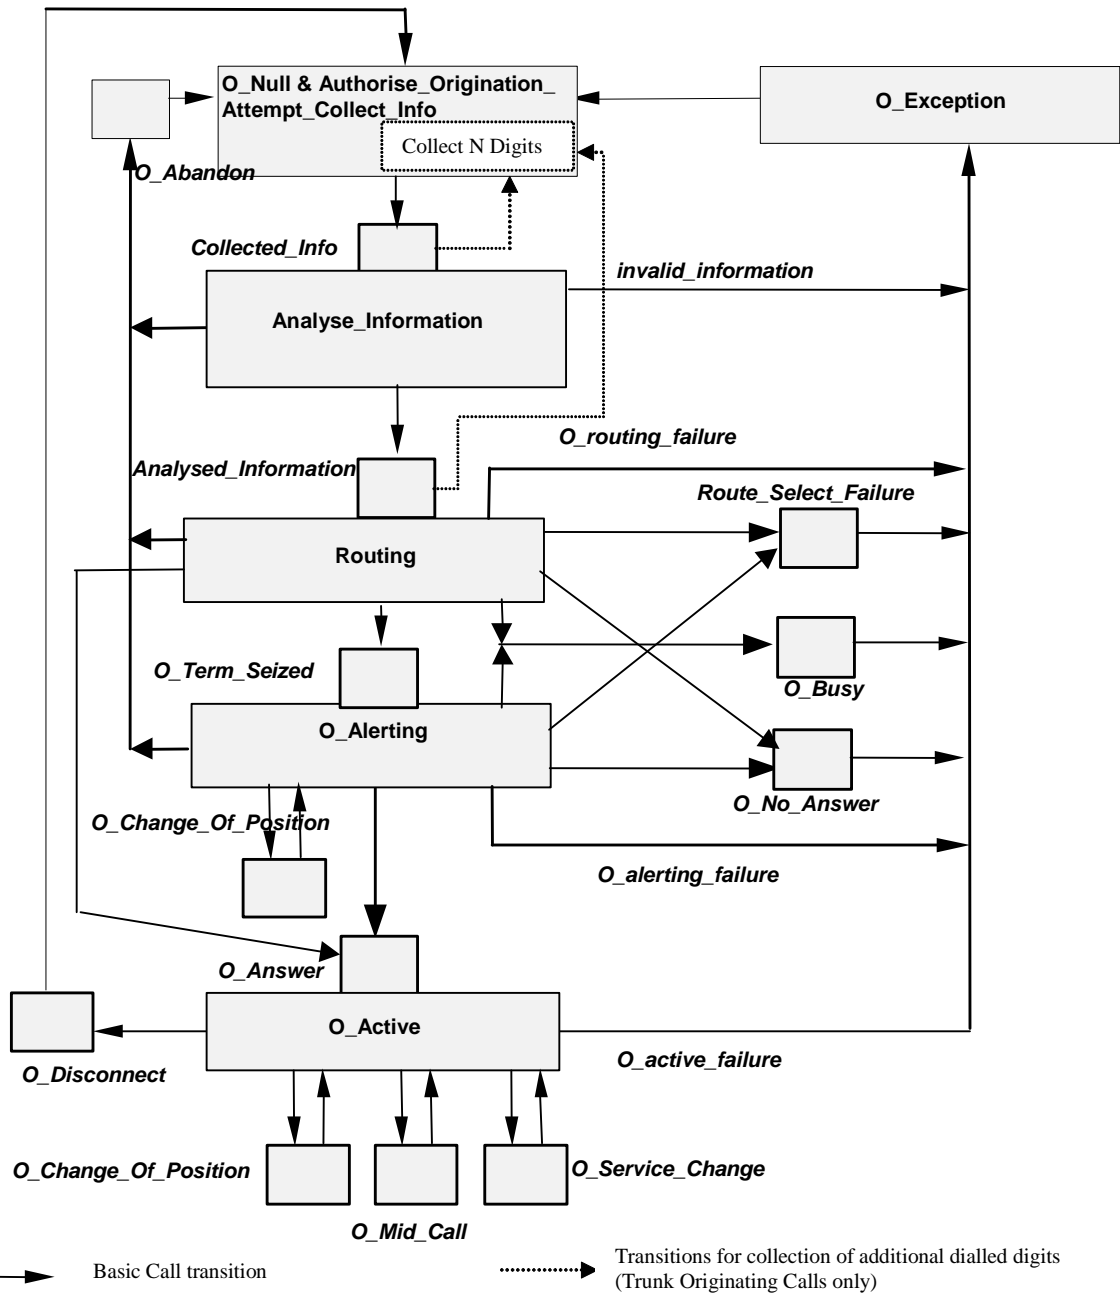 O_Null & Authorise_Origination_
Attempt_Collect_Info
O_Exception
Collect N Digits
O_Abandon
Collected_Info
invalid_information
Analyse_Information
O_routing_failure
Analysed_Information
Route_Select_Failure
Routing
O_Term_Seized
O_Busy
O_Alerting
O_No_Answer
O_Change_Of_Position
O_alerting_failure
O_Answer
O_Active
O_active_failure
O_Disconnect
O_Change_Of_Position
O_Service_Change
O_Mid_Call
Basic Call transition
Transitions for collection of additional dialled digits
(Trunk Originating Calls only)